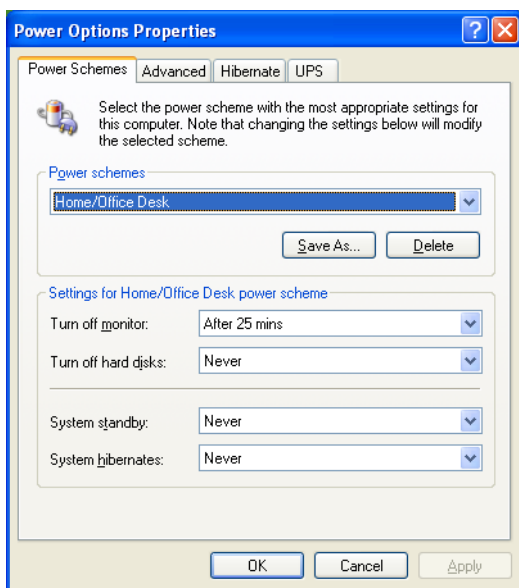 Power Options Properties
Power Schemes Advanced Hibernate UPS
Select the power scheme with the most appropriate settings for
this computer. Note that changing the settings below will modify
the selected scheme.
Power schemes
Home/Office Desk
Save As... Delete
Settings for Home/Office Desk power scheme
Turn off monitor: After 25 mins
Turn off hard disks: Never
System standby: Never
System hibernates: Never
OK Cancel Apply